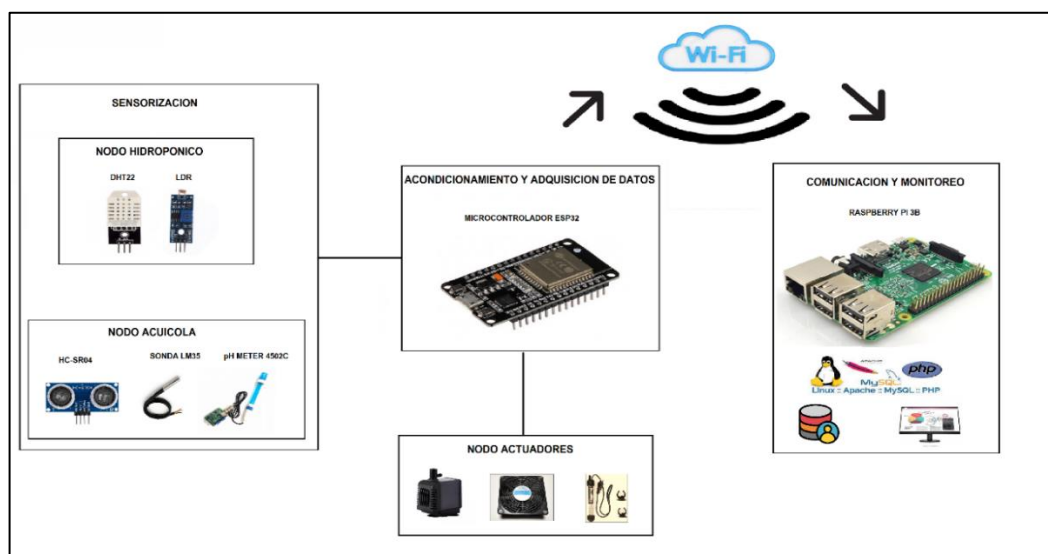 Wi-Fi
SENSORIZACION
NODO HIDROPONICO
DHT22
LDR
NODO ACUICOLA
HC-SR04
SONDA LM35
pH METER 4502C
ACONDICIONAMIENTO Y ADQUISICION DE DATOS
MICROCONTROLADOR ESP32
NODO ACTUADORES
COMUNICACION Y MONITOREO
RASPBERRY PI 3B
MySQL
php
Linux :: Apache :: MySQL :: PHP